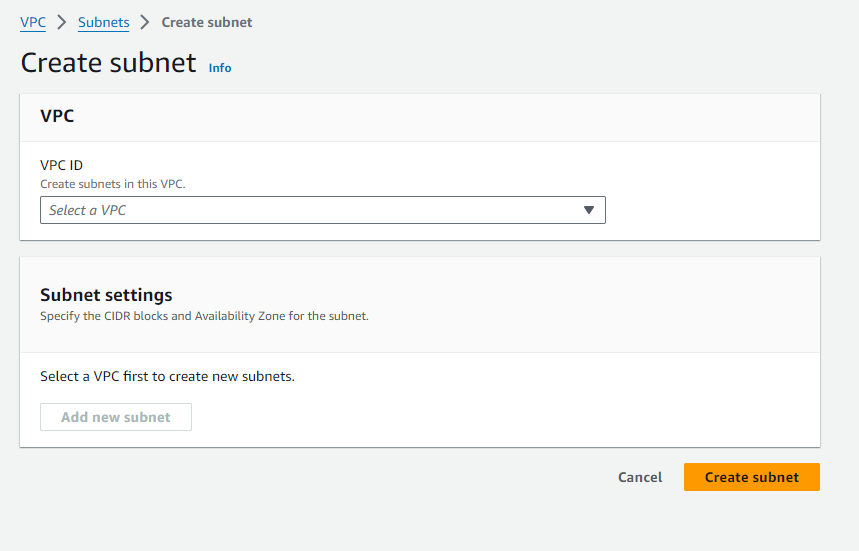 VPC > Subnets > Create subnet
Create subnet Info
VPC
VPC ID
Create subnets in this VPC.
Select a VPC
Subnet settings
Specify the CIDR blocks and Availability Zone for the subnet.
Select a VPC first to create new subnets.
Add new subnet
Cancel Create subnet